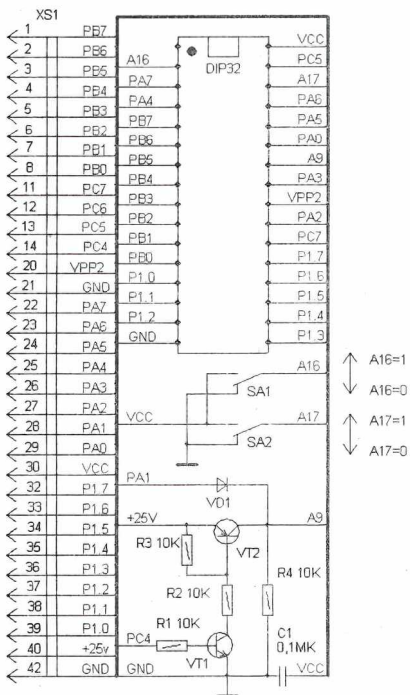 XS1
1 PB7
2 PB6
3 PB5
4 PB4
5 PB3
6 PB2
7 PB1
8 PB0
11 PC7
12 PC6
13 PC5
14 PC4
20 VPP2
21 GND
22 PA7
23 PA6
24 PA5
25 PA4
26 PA3
27 PA2
28 PA1
29 PA0
30 VCC
32 P1.7
33 P1.6
34 P1.5
35 P1.4
36 P1.3
37 P1.2
38 P1.1
39 P1.0
40 +25v
42 GND
DIP32
A16
PA7
PA4
PB7
PB6
PB5
PB4
PB3
PB2
PB1
PB0
P1.0
P1.1
P1.2
GND
VCC
PC5
A17
PA6
PA5
PA0
A9
PA3
VPP2
PA2
PC7
P1.7
P1.6
P1.5
P1.4
P1.3
A16
SA1
VCC
A17
SA2
A16=1
A16=0
A17=1
A17=0
PA1
VD1
+25V
A9
R3 10K
VT2
R2 10K
R4 10K
R1 10K
PC4
VT1
C1
0,1МК
GND
VCC